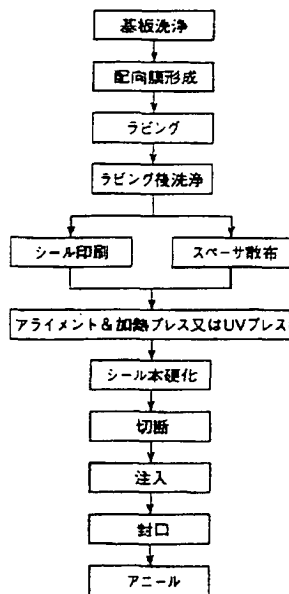 基板洗浄
配向膜形成
ラビング
ラビング後洗浄
シール印刷
スペーサ散布
アライメント&加熱プレス又はUVプレス
シール本硬化
切断
注入
封口
アニール